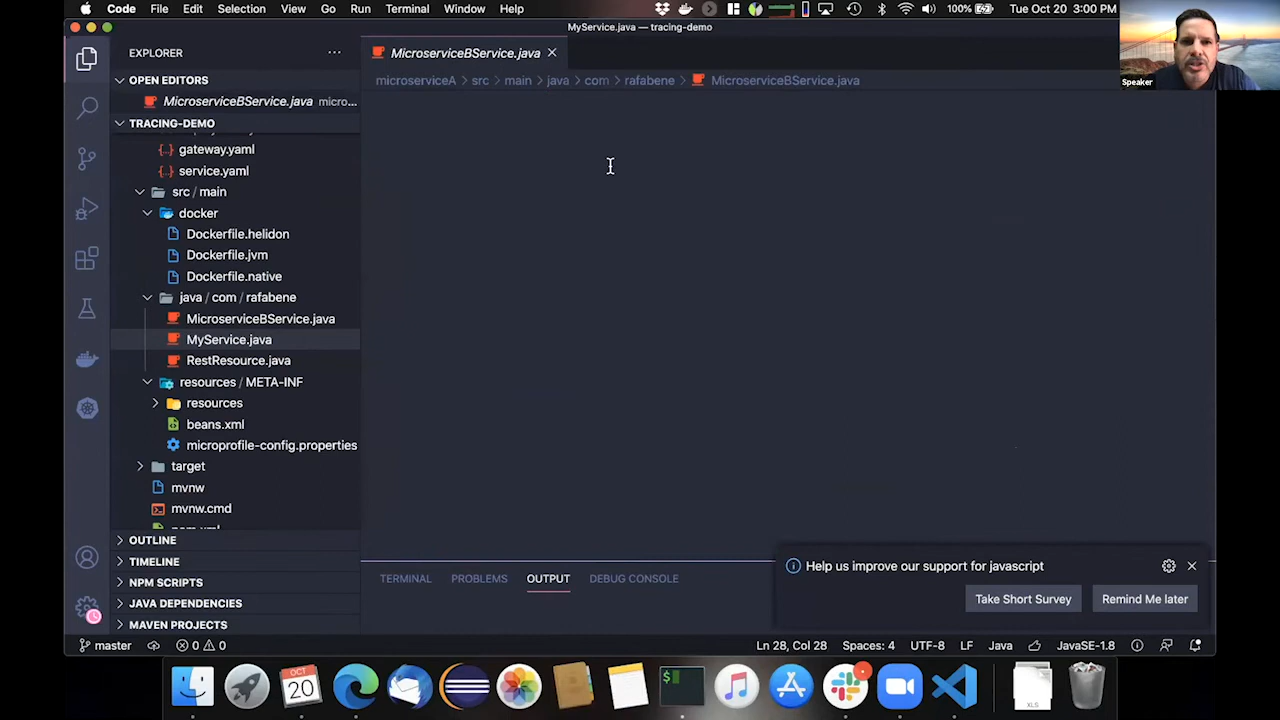 Code File Edit Selection View Go Run Terminal Window Help 100% Tue Oct 20 3:00 PM
MyService.java — tracing-demo
Speaker
EXPLORER
MicroserviceBService.java
OPEN EDITORS
microserviceA > src > main > java > com > rafabene > MicroserviceBService.java
MicroserviceBService.java micro...
TRACING-DEMO
gateway.yaml
service.yaml
src / main
docker
Dockerfile.helidon
Dockerfile.jvm
Dockerfile.native
java / com / rafabene
MicroserviceBService.java
MyService.java
RestResource.java
resources / META-INF
resources
beans.xml
microprofile-config.properties
target
mvnw
mvnw.cmd
OUTLINE
TIMELINE
NPM SCRIPTS
JAVA DEPENDENCIES
MAVEN PROJECTS
TERMINAL PROBLEMS OUTPUT DEBUG CONSOLE
Help us improve our support for javascript
Take Short Survey Remind Me later
master 0 0 Ln 28, Col 28 Spaces: 4 UTF-8 LF Java JavaSE-1.8
OCT
20
$
XLG